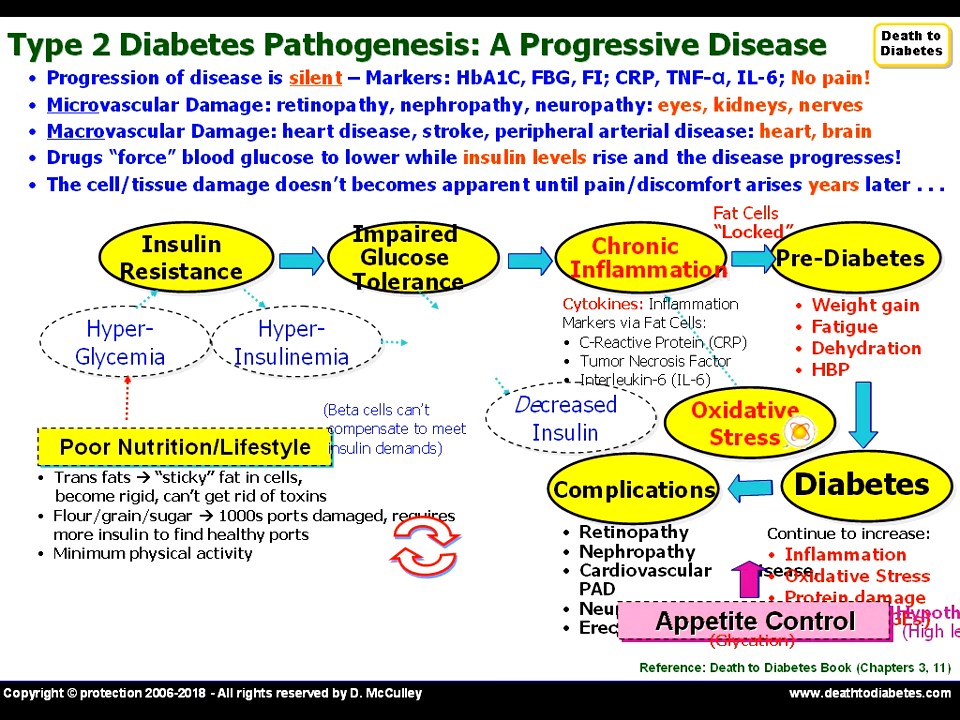 Type 2 Diabetes Pathogenesis: A Progressive Disease
Death to
Diabetes
• Progression of disease is silent – Markers: HbA1C, FBG, FI; CRP, TNF-α, IL-6; No pain!
• Microvascular Damage: retinopathy, nephropathy, neuropathy: eyes, kidneys, nerves
• Macrovascular Damage: heart disease, stroke, peripheral arterial disease: heart, brain
• Drugs “force” blood glucose to lower while insulin levels rise and the disease progresses!
• The cell/tissue damage doesn’t becomes apparent until pain/discomfort arises years later . . .
Insulin
Resistance
Impaired
Glucose
Tolerance
Chronic
Inflammation
Fat Cells
“Locked”
Pre-Diabetes
Hyper-
Glycemia
Hyper-
Insulinemia
Cytokines: Inflammation
Markers via Fat Cells:
• C-Reactive Protein (CRP)
• Tumor Necrosis Factor
• Interleukin-6 (IL-6)
• Weight gain
• Fatigue
• Dehydration
• HBP
(Beta cells can’t
compensate to meet
insulin demands)
Decreased
Insulin
Oxidative
Stress
Poor Nutrition/Lifestyle
• Trans fats → “sticky” fat in cells,
become rigid, can’t get rid of toxins
• Flour/grain/sugar → 1000s ports damaged, requires
more insulin to find healthy ports
• Minimum physical activity
Complications
Diabetes
• Retinopathy
• Nephropathy
• Cardiovascular disease,
PAD
Continue to increase:
• Inflammation
• Oxidative Stress
• Protein damage
(Glycation)
Appetite Control
(High
Reference: Death to Diabetes Book (Chapters 3, 11)
Copyright © protection 2006-2018 - All rights reserved by D. McCulley
www.deathtodiabetes.com